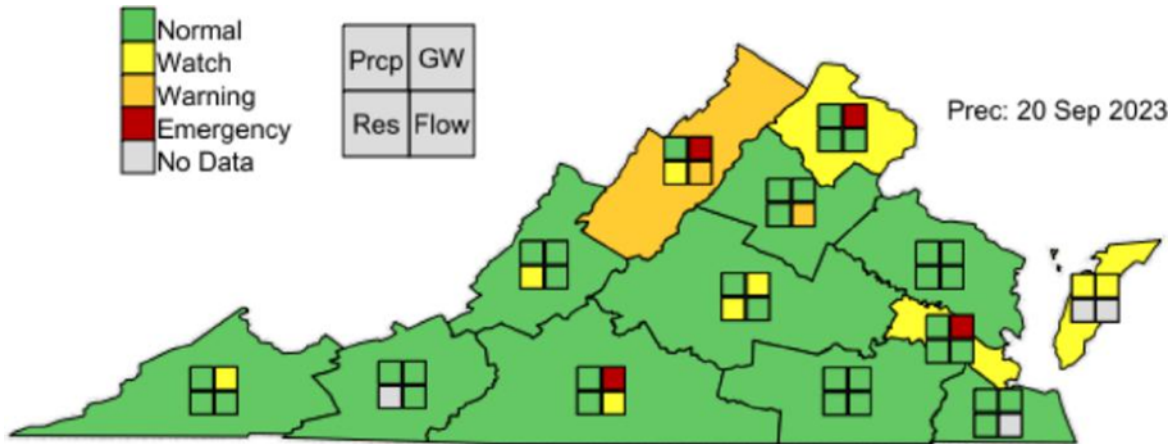 Normal
Watch
Warning
Emergency
No Data
Prcp GW
Res Flow
Prec: 20 Sep 2023